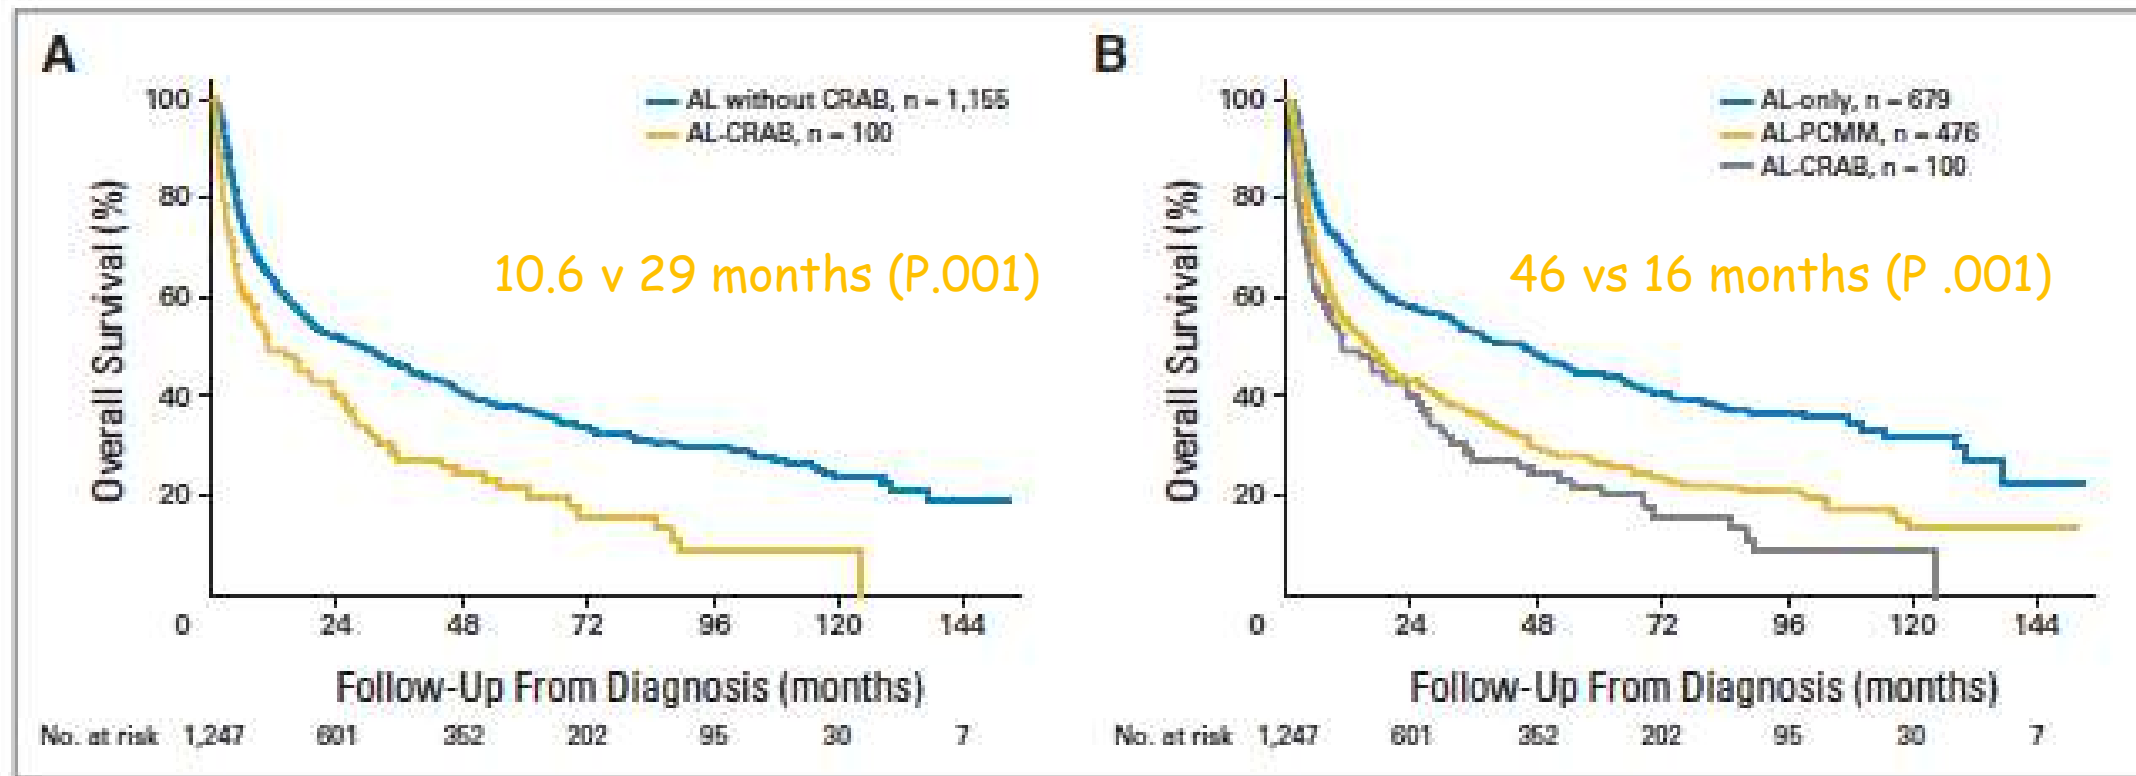 A
AL without CRAB, n = 1,155
AL-CRAB, n = 100
10.6 v 29 months (P.001)
Overall Survival (%)
100
80
60
40
20
0 24 48 72 96 120 144
Follow-Up From Diagnosis (months)
No. at risk 1,247 601 352 202 95 30 7
B
AL-only, n = 679
AL-PCMM, n = 476
AL-CRAB, n = 100
46 vs 16 months (P .001)
Overall Survival (%)
100
80
60
40
20
0 24 48 72 96 120 144
Follow-Up From Diagnosis (months)
No. at risk 1,247 601 352 202 95 30 7